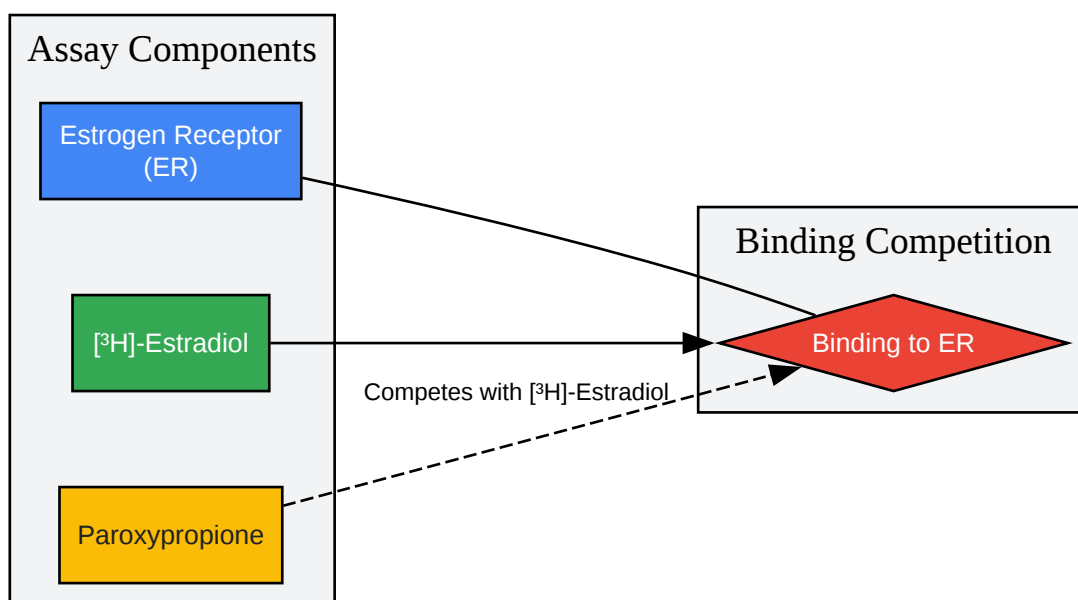 Assay Components
Estrogen Receptor
(ER)
[³H]-Estradiol
Competes with [³H]-Estradiol
Paroxypropione
Binding Competition
Binding to ER